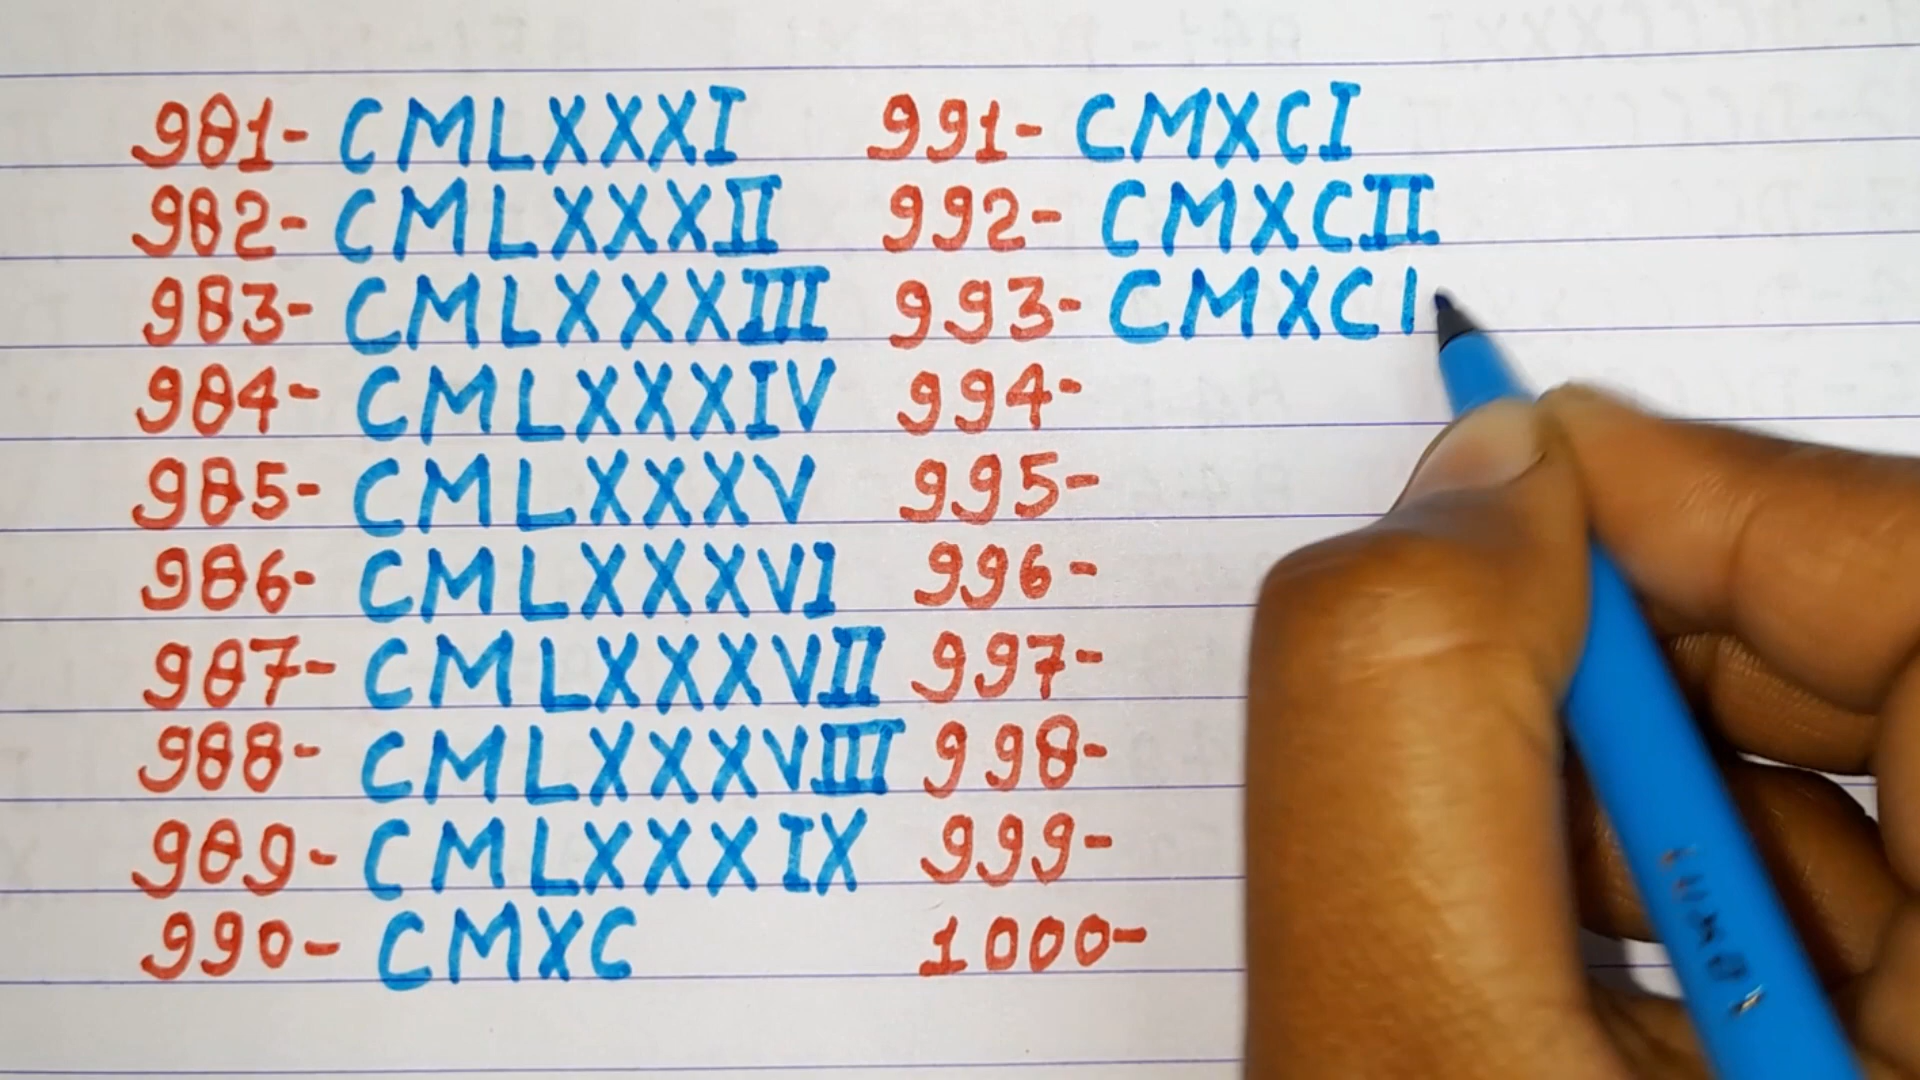 981- CMLXXXI 991- CMXCI
982- CMLXXXII 992- CMXCII
983- CMLXXXIII 993- CMXCI
984- CMLXXXIV 994-
985- CMLXXXV 995-
986- CMLXXXVI 996-
987- CMLXXXVII 997-
988- CMLXXXVIII 998-
989- CMLXXXIX 999-
990- CMXC 1000-